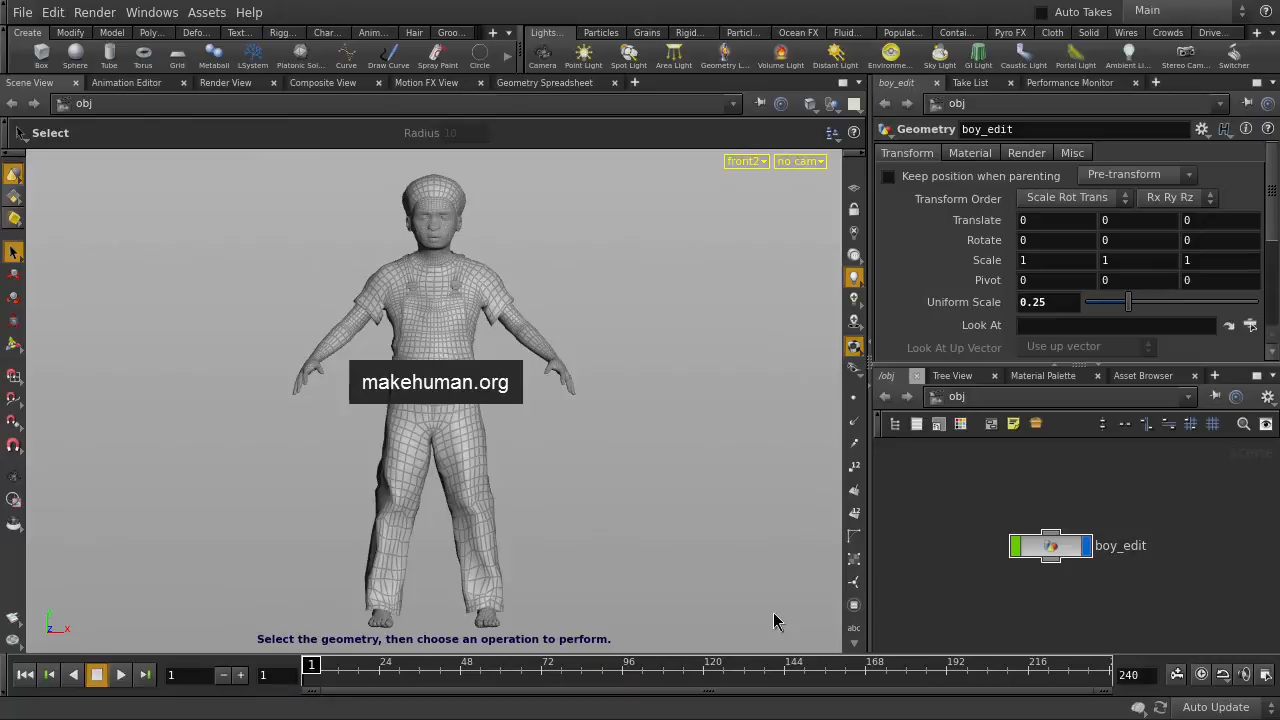 File Edit Render Windows Assets Help
Auto Takes Main
Create Modify Model Poly... Defo... Text... Rigg... Char... Anim... Hair Groo...
Lights... Particles Grains Rigid... Particl... Ocean FX Fluid... Populat... Contai... Pyro FX Cloth Solid Wires Crowds Drive...
Box Sphere Tube Torus Grid Metaball LSystem Platonic Sol... Curve Draw Curve Spray Paint Circle
Camera Point Light Spot Light Area Light Geometry L... Volume Light Distant Light Environme... Sky Light GI Light Caustic Light Portal Light Ambient Li... Stereo Cam... Switcher
Scene View Animation Editor Render View Composite View Motion FX View Geometry Spreadsheet
boy_edit Take List Performance Monitor
obj
obj
Select Radius 10
Geometry boy_edit
Transform Material Render Misc
front2 no cam
Keep position when parenting Pre-transform
Transform Order Scale Rot Trans Rx Ry Rz
Translate 0 0 0
Rotate 0 0 0
Scale 1 1 1
Pivot 0 0 0
Uniform Scale 0.25
Look At
Look At Up Vector Use up vector
/obj Tree View Material Palette Asset Browser
obj
makehuman.org
scene
12
12
boy_edit
abc
y
z x
Select the geometry, then choose an operation to perform.
1 1 1 24 48 72 96 120 144 168 192 216 240
Auto Update